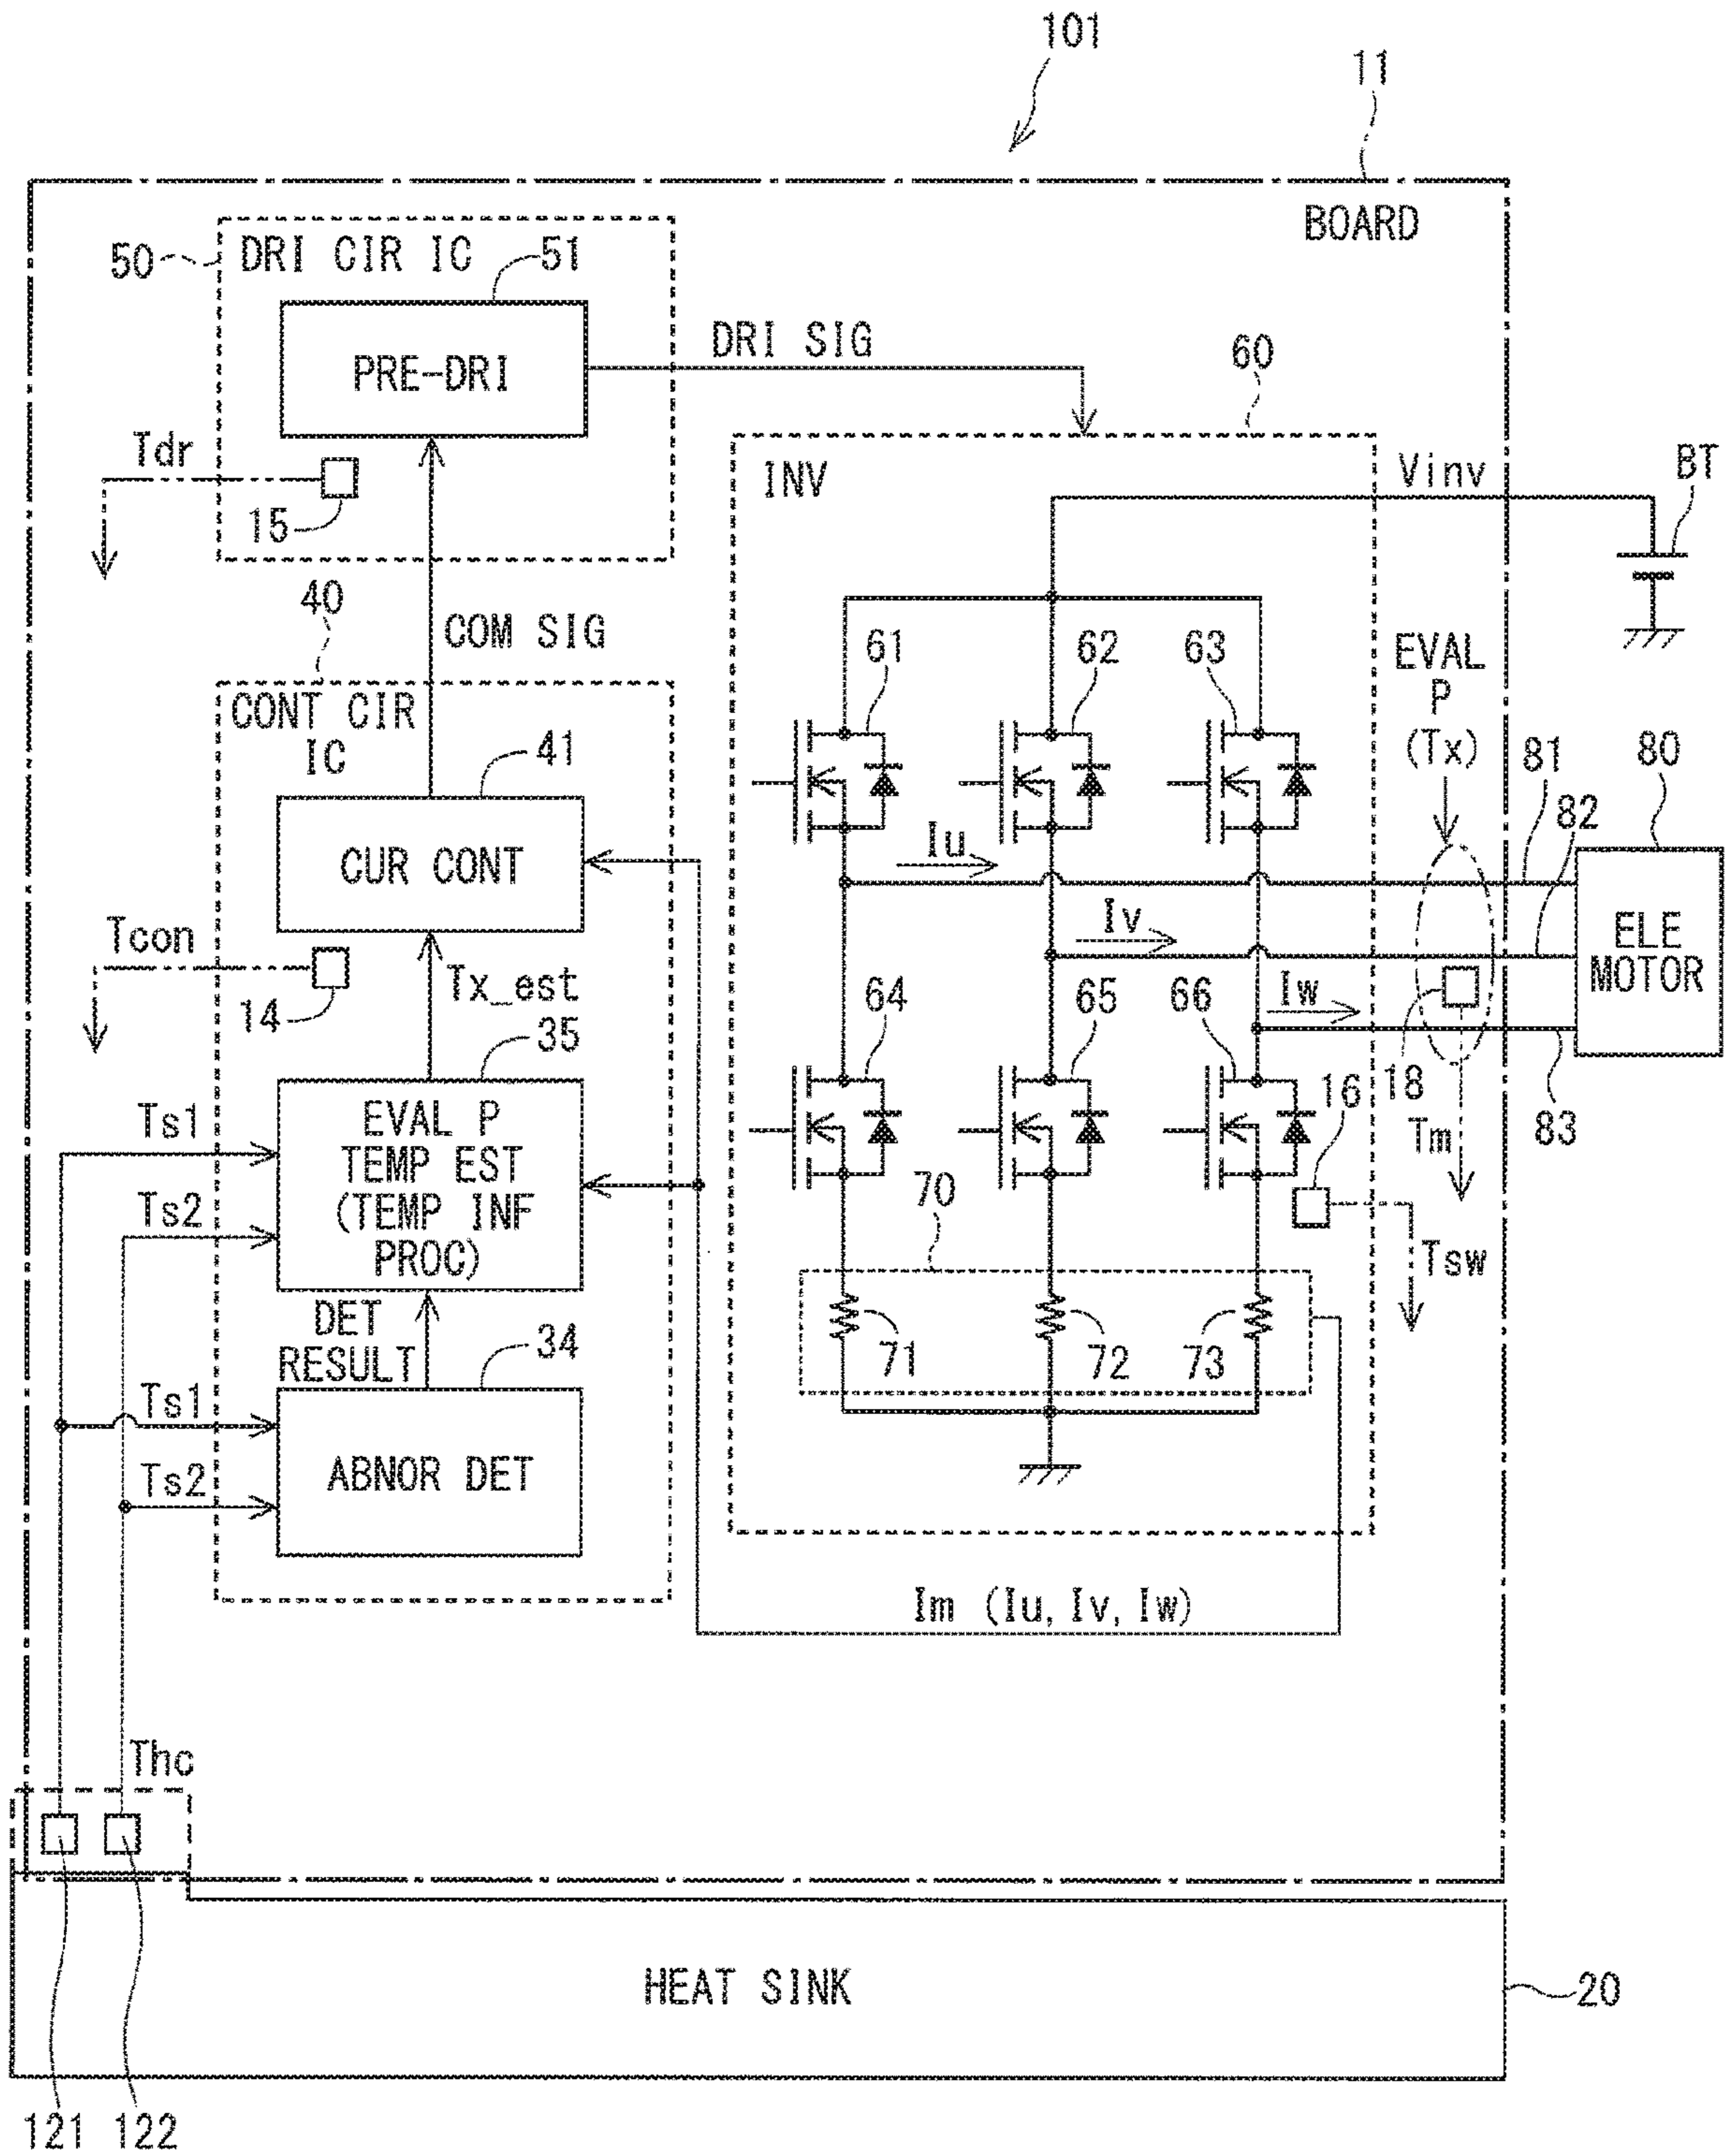 101
11
BOARD
50
DRI CIR IC
51
PRE-DRI
DRI SIG
60
Tdr
15
INV
Vinv
BT
40
COM SIG
61
62
63
EVAL
P
(Tx)
CONT CIR
IC
41
CUR CONT
81
80
82
Iu
Iv
Iw
ELE
MOTOR
Tcon
14
Tx_est
35
64
65
66
16
18
83
Tm
Ts1
EVAL P
TEMP EST
(TEMP INF
PROC)
Ts2
70
Tsw
DET
RESULT
34
71
72
73
Ts1
ABNOR DET
Ts2
Im (Iu, Iv, Iw)
Thc
HEAT SINK
20
121
122